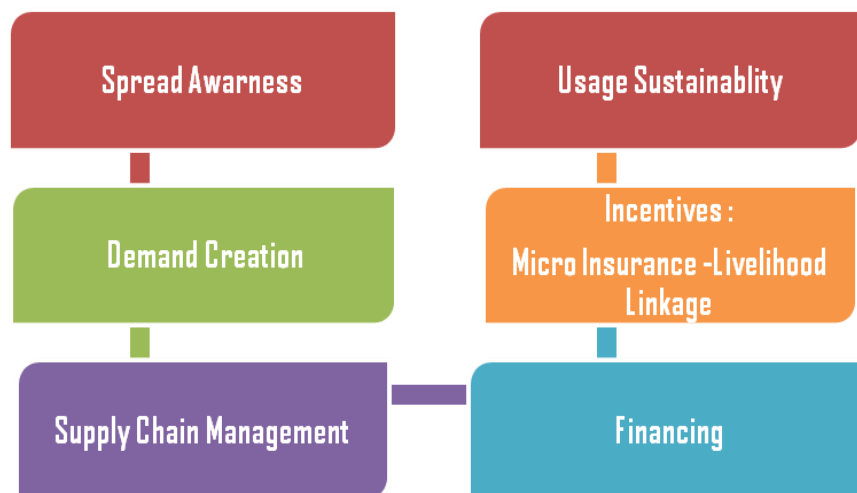 Spread Awarness
Demand Creation
Supply Chain Management
Financing
Incentives :
Micro Insurance -Livelihood
Linkage
Usage Sustainablity